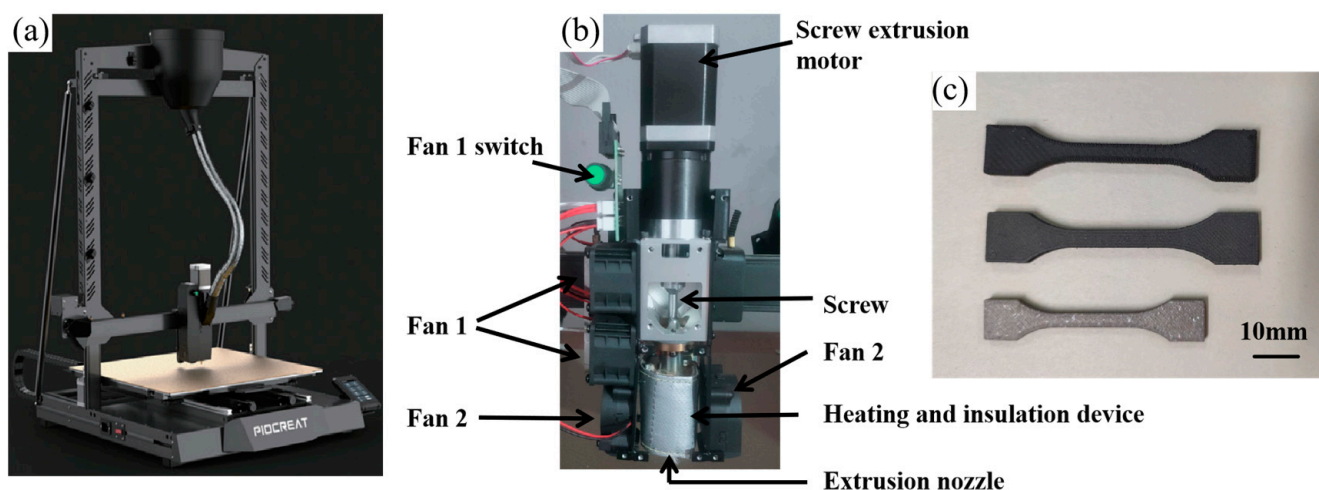 (a)
PIOCREAT
(b)
Screw extrusion
motor
Fan 1 switch
Fan 1
Fan 2
Screw
Fan 2
Heating and insulation device
Extrusion nozzle
(c)
10mm